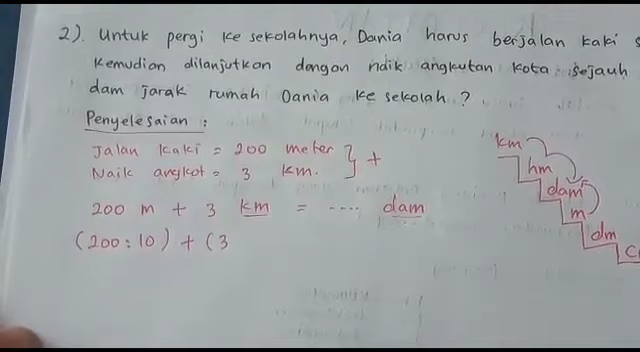 2). Untuk pergi ke sekolahnya, Dania harus berjalan kaki s
kemudian dilanjutkan dengan naik angkutan kota sejauh
dam jarak rumah Dania ke sekolah ?
Penyelesaian :
Jalan kaki = 200 meter } +
Naik angkot = 3 km.
200 m + 3 km = .... dam
(200 : 10) + (3
km
hm
dam
m
dm
c